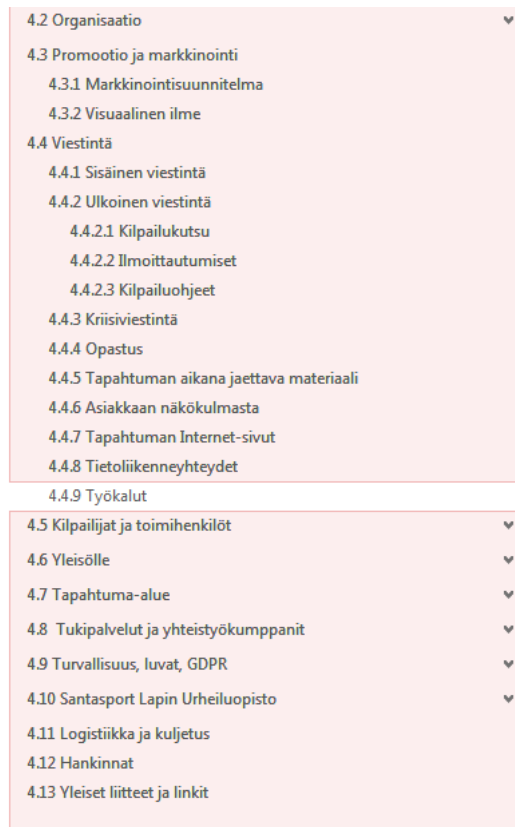 4.2 Organisaatio
4.3 Promootio ja markkinointi
4.3.1 Markkinointisuunnitelma
4.3.2 Visuaalinen ilme
4.4 Viestintä
4.4.1 Sisäinen viestintä
4.4.2 Ulkoinen viestintä
4.4.2.1 Kilpailukutsu
4.4.2.2 Ilmoittautumiset
4.4.2.3 Kilpailuohjeet
4.4.3 Kriisiviestintä
4.4.4 Opastus
4.4.5 Tapahtuman aikana jaettava materiaali
4.4.6 Asiakkaan näkökulmasta
4.4.7 Tapahtuman Internet-sivut
4.4.8 Tietoliikenneyhteydet
4.4.9 Työkalut
4.5 Kilpailijat ja toimihenkilöt
4.6 Yleisölle
4.7 Tapahtuma-alue
4.8 Tukipalvelut ja yhteistyökumppanit
4.9 Turvallisuus, luvat, GDPR
4.10 Santasport Lapin Urheiluopisto
4.11 Logistiikka ja kuljetus
4.12 Hankinnat
4.13 Yleiset liitteet ja linkit